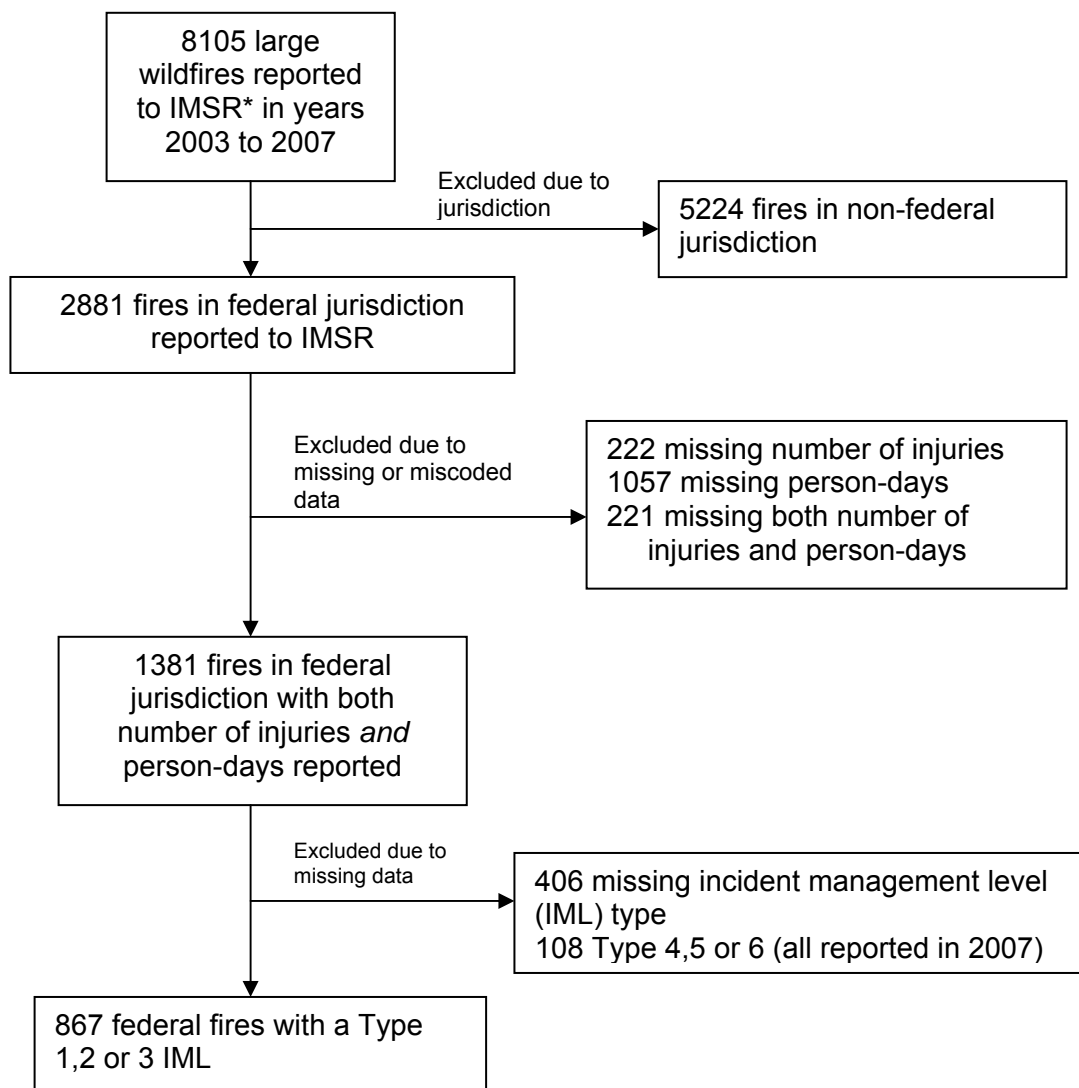 8105 large
wildfires reported
to IMSR* in years
2003 to 2007
Excluded due to
jurisdiction
5224 fires in non-federal
jurisdiction
2881 fires in federal jurisdiction
reported to IMSR
Excluded due to
missing or miscoded
data
222 missing number of injuries
1057 missing person-days
221 missing both number of
injuries and person-days
1381 fires in federal
jurisdiction with both
number of injuries and
person-days reported
Excluded due to
missing data
406 missing incident management level
(IML) type
108 Type 4,5 or 6 (all reported in 2007)
867 federal fires with a Type
1,2 or 3 IML